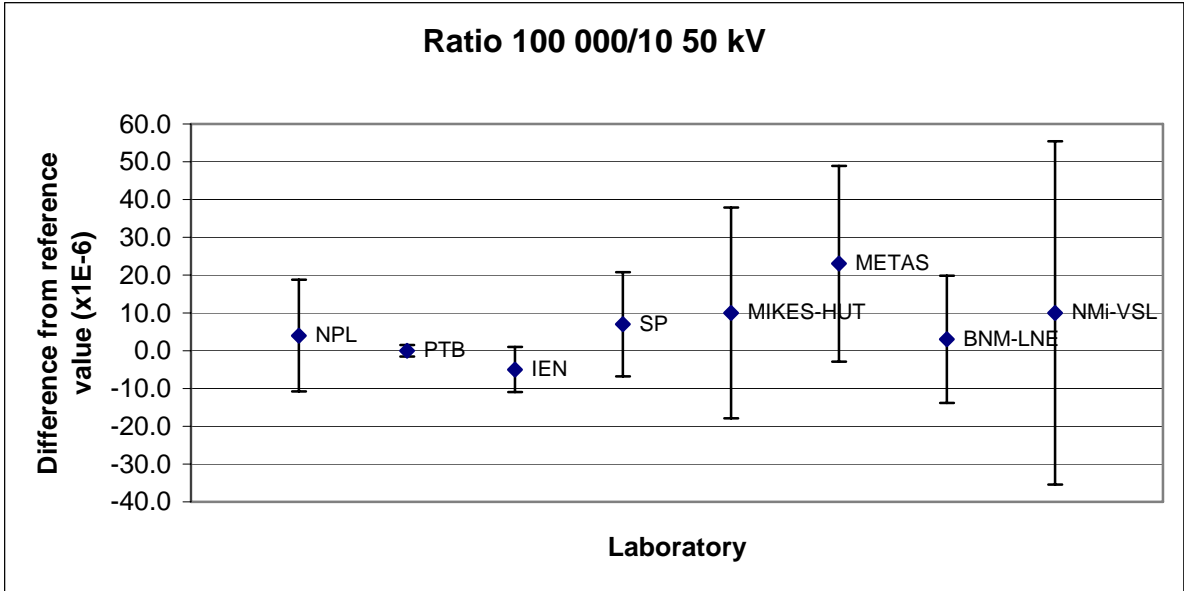 Ratio 100 000/10 50 kV
Difference from reference
value (x1E-6)
60.0
50.0
40.0
30.0
20.0
10.0
0.0
-10.0
-20.0
-30.0
-40.0
NPL
PTB
IEN
SP
MIKES-HUT
METAS
BNM-LNE
NMi-VSL
Laboratory